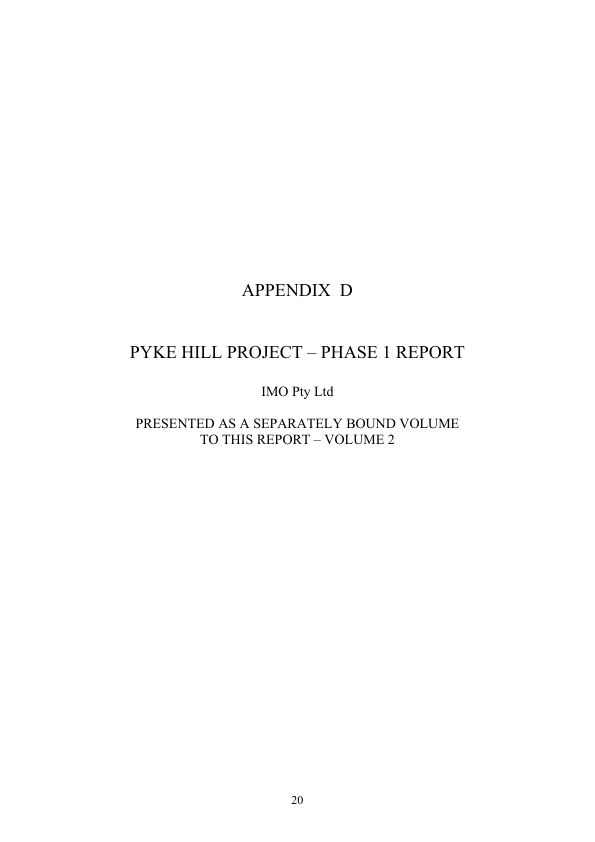 APPENDIX D
PYKE HILL PROJECT – PHASE 1 REPORT
IMO Pty Ltd
PRESENTED AS A SEPARATELY BOUND VOLUME
TO THIS REPORT – VOLUME 2
20